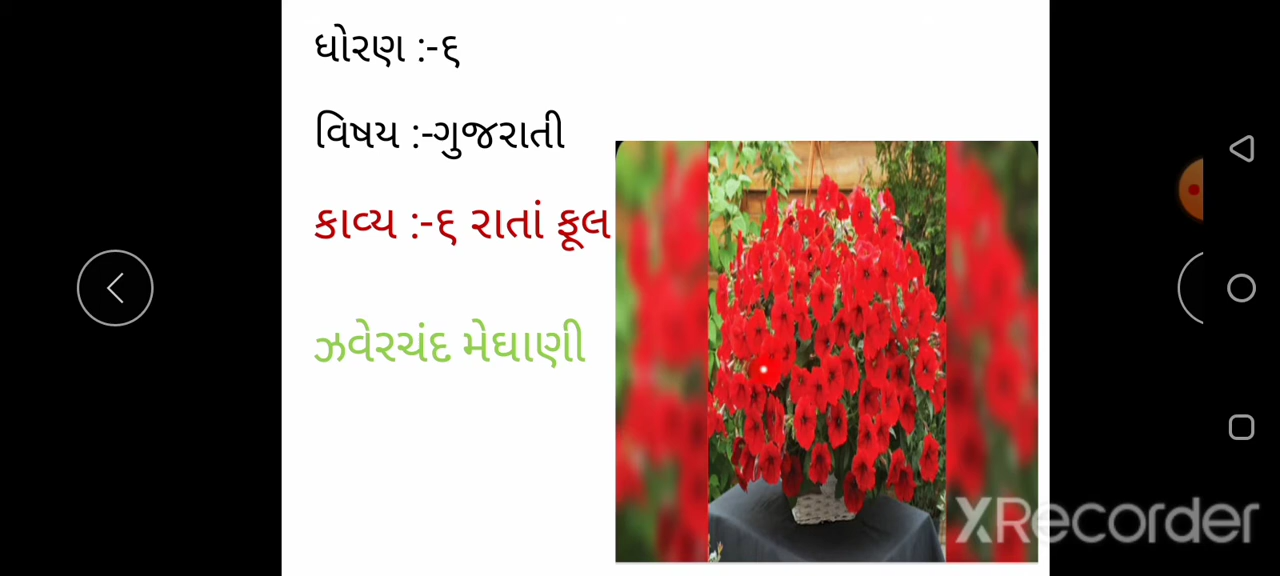 ધોરણ :-૬
વિષય :-ગુજરાતી
કાવ્ય :-૬ રાતાં ફૂલ
ઝવેરચંદ મેઘાણી
XRecorder